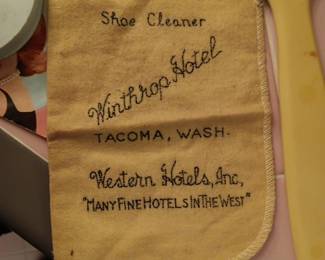 Shoe Cleaner
Winthrop Hotel
TACOMA, WASH.
Western Hotels, Inc,
"MANY FINE HOTELS IN THE WEST"